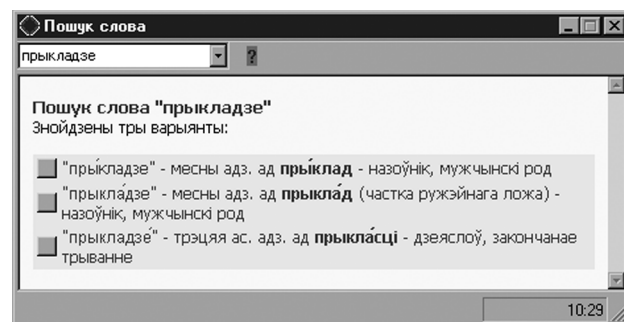 Пошук слова
прыкладзе
?
Пошук слова "прыкладзе"
Знойдзены тры варыянты:
"пры́кладзе" - месны адз. ад пры́клад - назоўнік, мужчынскі род
"прыкла́дзе" - месны адз. ад прыкла́д (частка ружэйнага ложа) -
назоўнік, мужчынскі род
"прыкладзе́" - трэцяя ас. адз. ад прыкла́сці - дзеяслоў, закончанае
трыванне
10:29